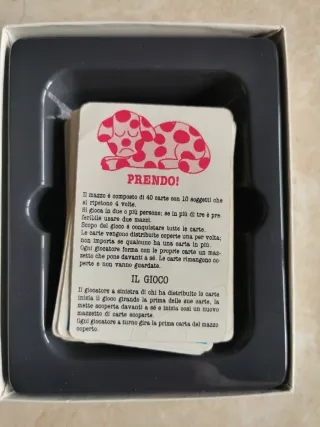 PRENDO!
Il mazzo è composto di 40 carte con 10 soggetti che
si ripetono 4 volte.
Si gioca in due o più persone; se in più di tre è pre
feribile usare due mazzi.
Scopo del gioco è conquistare tutte le carte.
Le carte vengono distribuite coperte una per volta;
non importa se qualcuno ha una carta in più.
Ogni giocatore forma con le proprie carte un maz-
zetto che pone davanti a sé. Le carte rimangono co-
perte e non vanno guardate.
IL GIOCO
Il giocatore a sinistra di chi ha distribuito le carte
inizia il gioco girando la prima delle sue carte, la
mette scoperta davanti a sé e inizia così un nuovo
mazzetto di carte scoperte.
Ogni giocatore a turno gira la prima carta del mazzo
coperto.